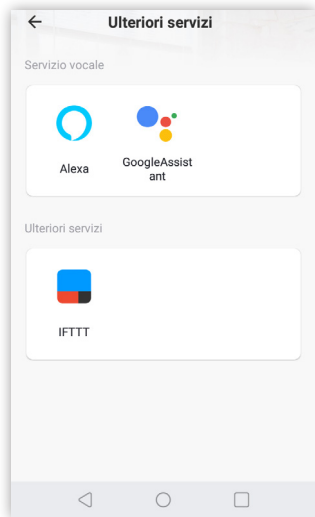 Ulteriori servizi
Servizio vocale
Alexa
GoogleAssist
ant
Ulteriori servizi
IFTTT